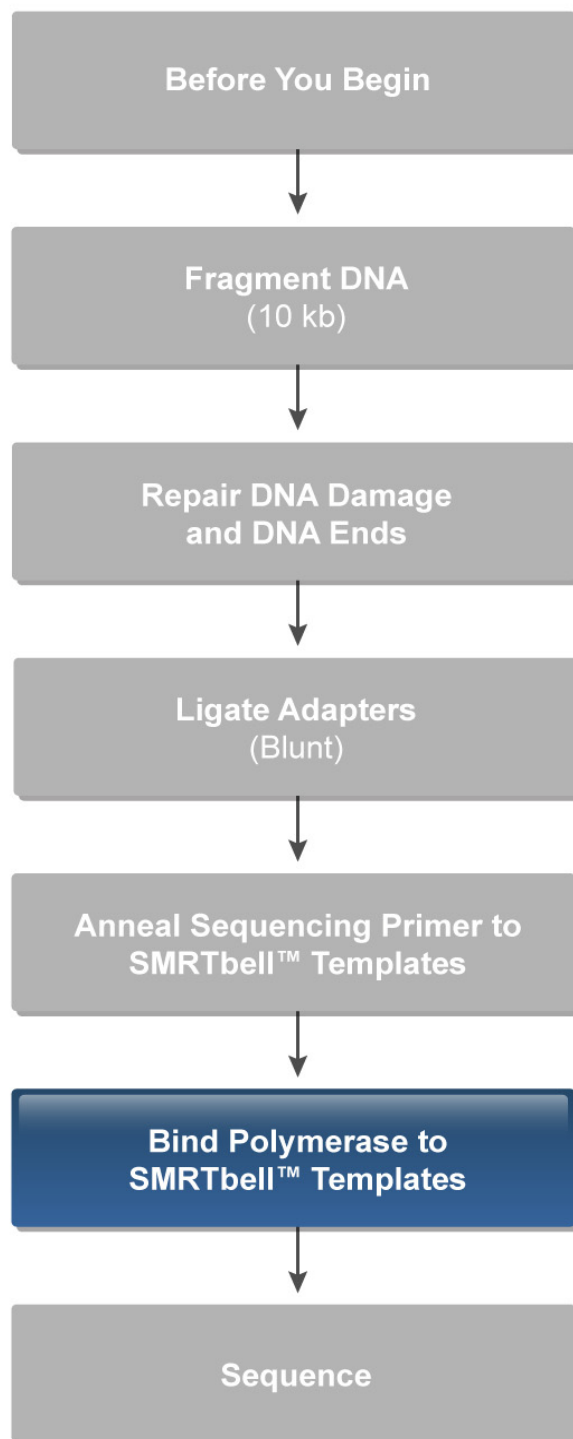 Before You Begin
Fragment DNA
(10 kb)
Repair DNA Damage
and DNA Ends
Ligate Adapters
(Blunt)
Anneal Sequencing Primer to
SMRTbell™ Templates
Bind Polymerase to
SMRTbell™ Templates
Sequence